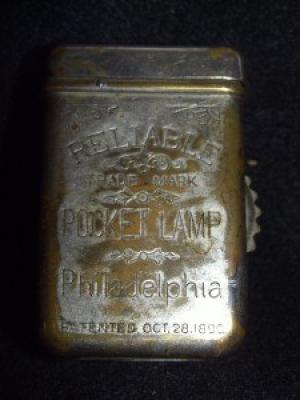 RELIABLE
TRADE MARK
POCKET LAMP
Philadelphia
PATENTED OCT. 28. 1890